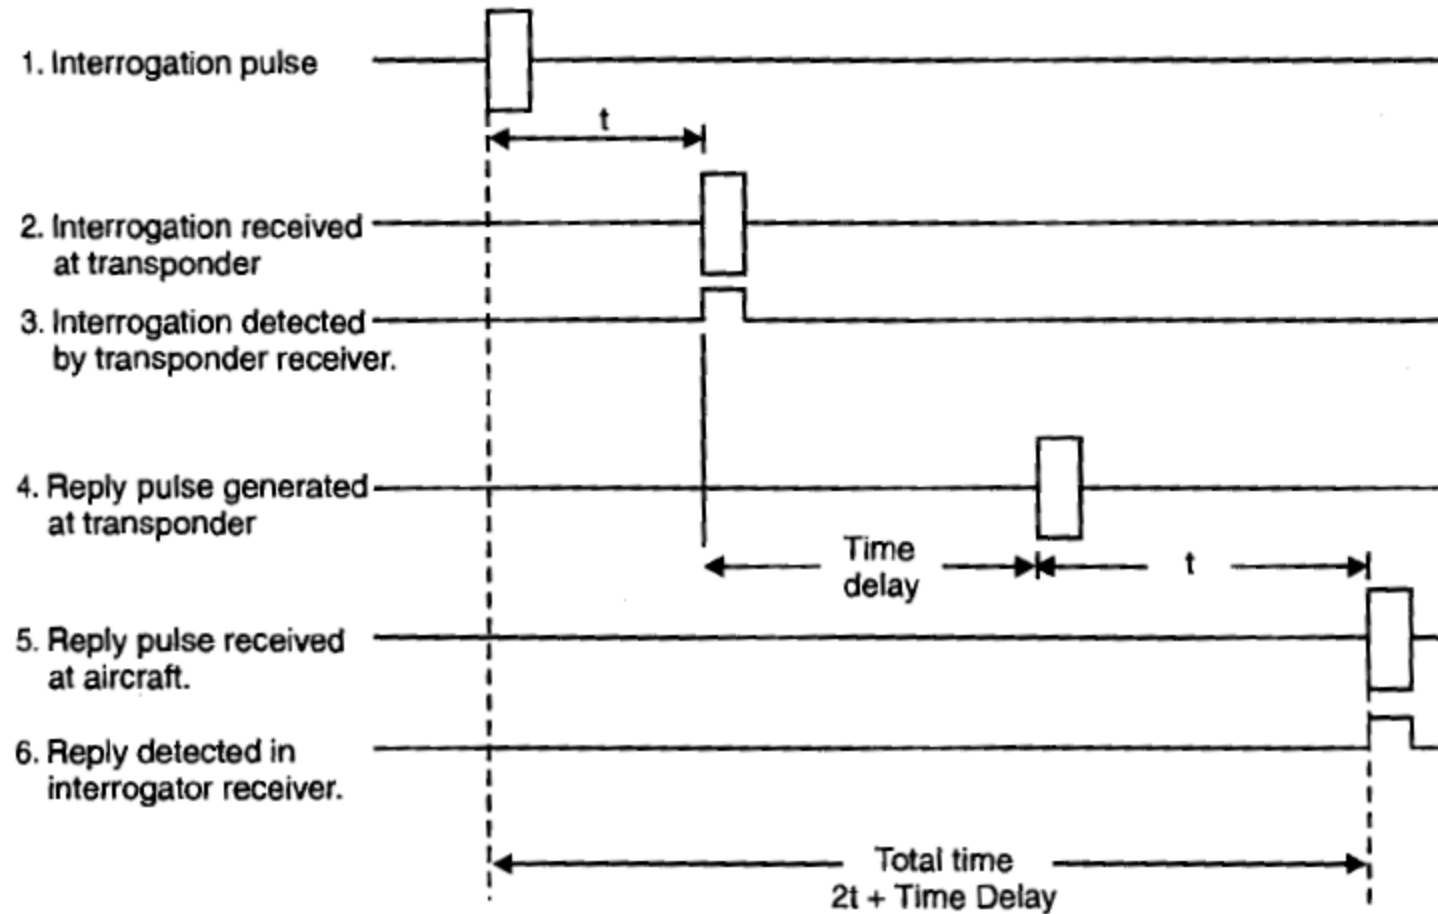 1. Interrogation pulse
t
2. Interrogation received
at transponder
3. Interrogation detected
by transponder receiver.
4. Reply pulse generated
at transponder
Time
delay
t
5. Reply pulse received
at aircraft.
6. Reply detected in
interrogator receiver.
Total time
2t + Time Delay